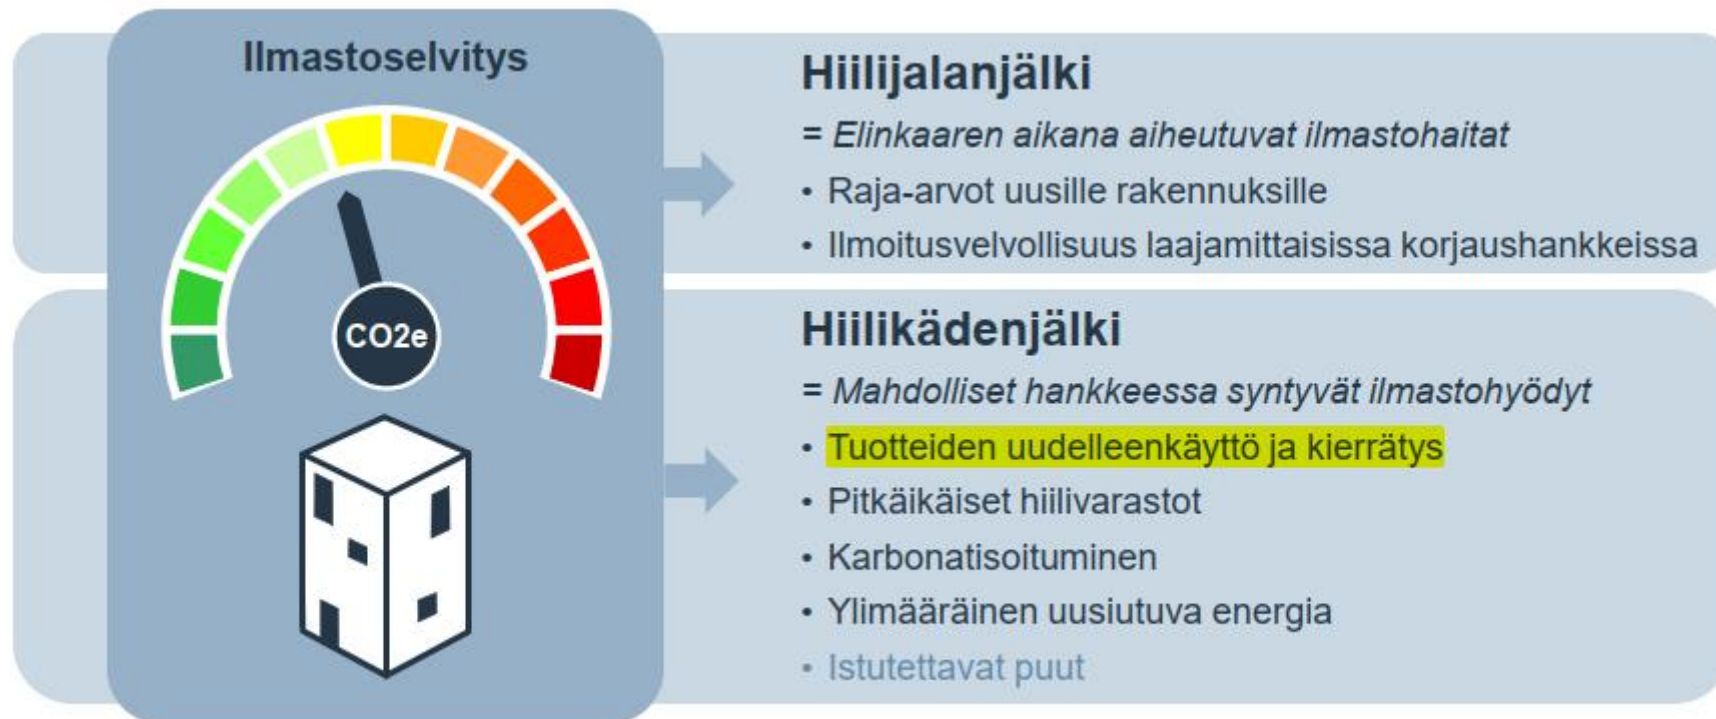 Ilmastoselvitys
CO2e
Hiilijalanjälki
= Elinkaaren aikana aiheutuvat ilmastohaitat
• Raja-arvot uusille rakennuksille
• Ilmoitusvelvollisuus laajamittaisissa korjaushankkeissa
Hiilikädenjälki
= Mahdolliset hankkeessa syntyvät ilmastohyödyt
• Tuotteiden uudelleenkäyttö ja kierrätys
• Pitkäikäiset hiilivarastot
• Karbonatisoituminen
• Ylimääräinen uusiutuva energia
• Istutettavat puut